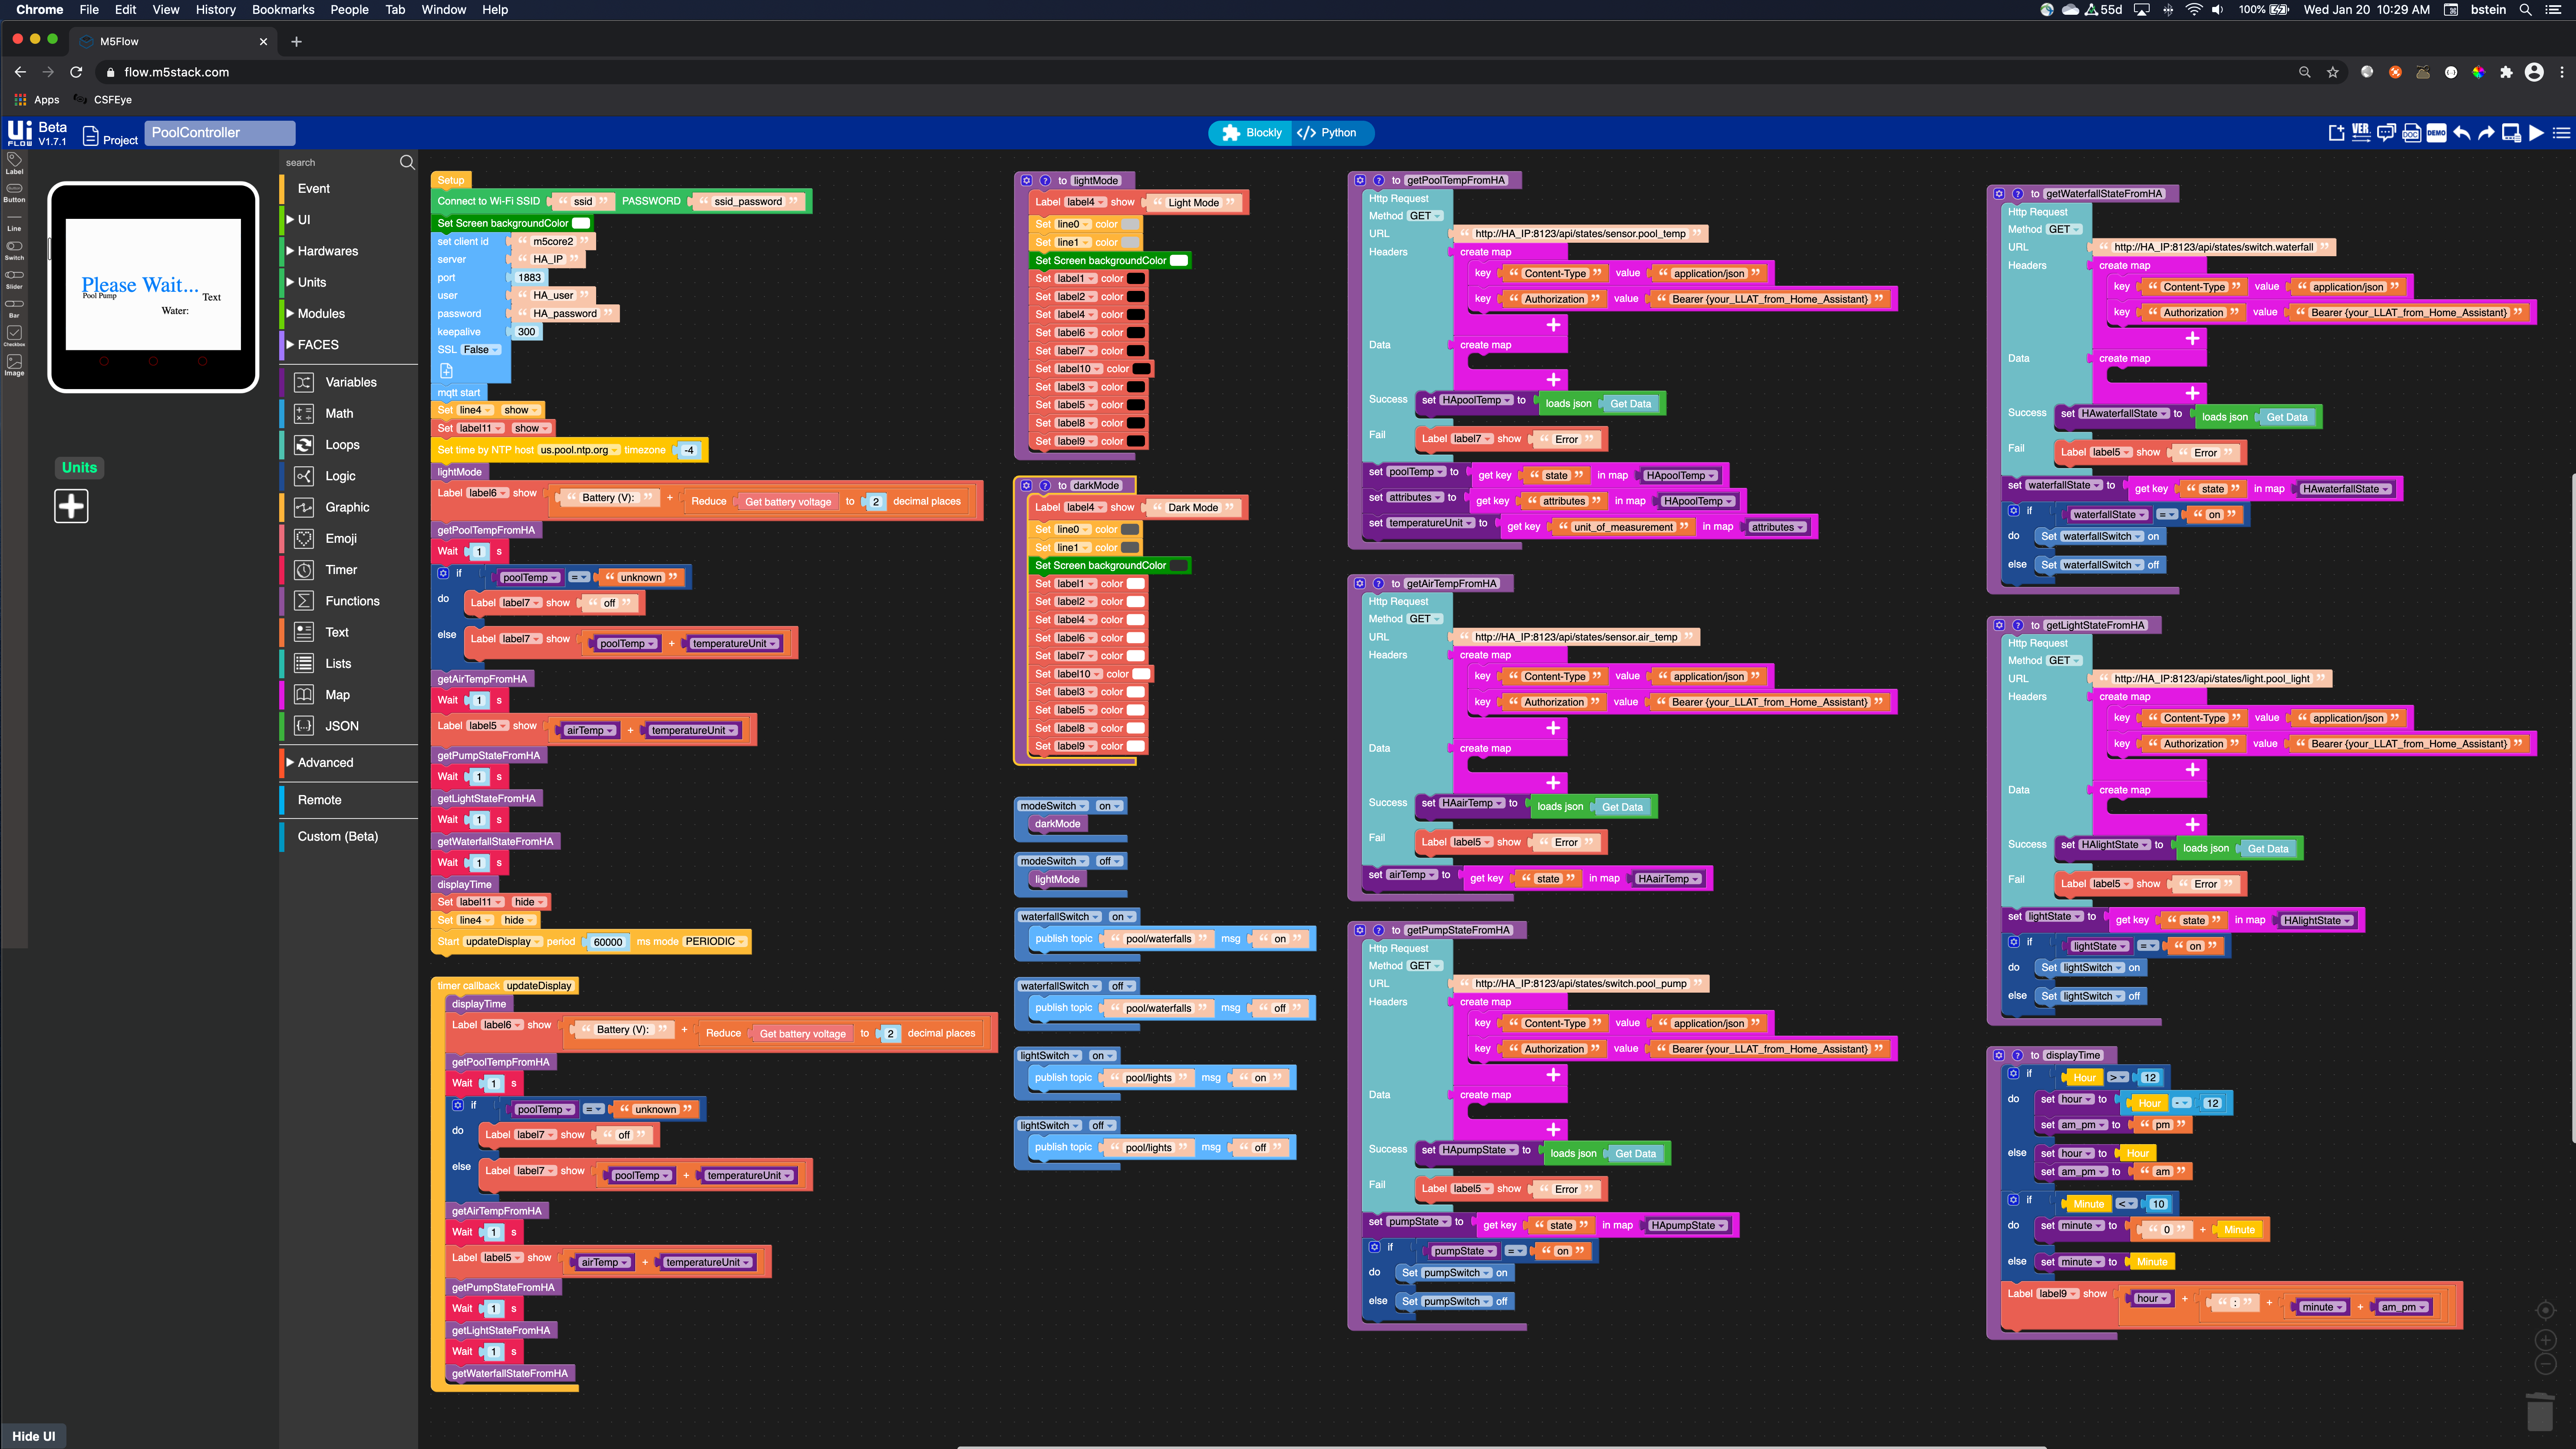 Chrome File Edit View History Bookmarks People Tab Window Help
55d 100% Wed Jan 20 10:29 AM bstein
M5Flow
flow.m5stack.com
Apps CSFEye
Ui FLOW Beta V1.7.1 Project PoolController
Blockly </> Python
VER. DOC DEMO
Label
Button
Line
Switch
Slider
Bar
Checkbox
Image
Please Wait...
Pool Pump
Text
Water:
Units
Hide UI
search
Event
UI
Hardwares
Units
Modules
FACES
Variables
Math
Loops
Logic
Graphic
Emoji
Timer
Functions
Text
Lists
Map
JSON
Advanced
Remote
Custom (Beta)
Setup
Connect to Wi-Fi SSID “ ssid ” PASSWORD “ ssid_password ”
Set Screen backgroundColor
set client id “ m5core2 ”
server “ HA_IP ”
port 1883
user “ HA_user ”
password “ HA_password ”
keepalive 300
SSL False
mqtt start
Set line4 show
Set label11 show
Set time by NTP host us.pool.ntp.org timezone -4
lightMode
Label label6 show “ Battery (V): ” + Reduce Get battery voltage to 2 decimal places
getPoolTempFromHA
Wait 1 s
if poolTemp = “ unknown ”
do Label label7 show “ off ”
else Label label7 show poolTemp + temperatureUnit
getAirTempFromHA
Wait 1 s
Label label5 show airTemp + temperatureUnit
getPumpStateFromHA
Wait 1 s
getLightStateFromHA
Wait 1 s
getWaterfallStateFromHA
Wait 1 s
displayTime
Set label11 hide
Set line4 hide
Start updateDisplay period 60000 ms mode PERIODIC
timer callback updateDisplay
displayTime
Label label6 show “ Battery (V): ” + Reduce Get battery voltage to 2 decimal places
getPoolTempFromHA
Wait 1 s
if poolTemp = “ unknown ”
do Label label7 show “ off ”
else Label label7 show poolTemp + temperatureUnit
getAirTempFromHA
Wait 1 s
Label label5 show airTemp + temperatureUnit
getPumpStateFromHA
Wait 1 s
getLightStateFromHA
Wait 1 s
getWaterfallStateFromHA
? to lightMode
Label label4 show “ Light Mode ”
Set line0 color
Set line1 color
Set Screen backgroundColor
Set label1 color
Set label2 color
Set label4 color
Set label6 color
Set label7 color
Set label10 color
Set label3 color
Set label5 color
Set label8 color
Set label9 color
? to darkMode
Label label4 show “ Dark Mode ”
Set line0 color
Set line1 color
Set Screen backgroundColor
Set label1 color
Set label2 color
Set label4 color
Set label6 color
Set label7 color
Set label10 color
Set label3 color
Set label5 color
Set label8 color
Set label9 color
modeSwitch on
darkMode
modeSwitch off
lightMode
waterfallSwitch on
publish topic “ pool/waterfalls ” msg “ on ”
waterfallSwitch off
publish topic “ pool/waterfalls ” msg “ off ”
lightSwitch on
publish topic “ pool/lights ” msg “ on ”
lightSwitch off
publish topic “ pool/lights ” msg “ off ”
? to getPoolTempFromHA
Http Request
Method GET
URL “ http://HA_IP:8123/api/states/sensor.pool_temp ”
Headers create map
key “ Content-Type ” value “ application/json ”
key “ Authorization ” value “ Bearer {your_LLAT_from_Home_Assistant} ”
Data create map
Success set HApoolTemp to loads json Get Data
Fail Label label7 show “ Error ”
set poolTemp to get key “ state ” in map HApoolTemp
set attributes to get key “ attributes ” in map HApoolTemp
set temperatureUnit to get key “ unit_of_measurement ” in map attributes
? to getAirTempFromHA
Http Request
Method GET
URL “ http://HA_IP:8123/api/states/sensor.air_temp ”
Headers create map
key “ Content-Type ” value “ application/json ”
key “ Authorization ” value “ Bearer {your_LLAT_from_Home_Assistant} ”
Data create map
Success set HAairTemp to loads json Get Data
Fail Label label5 show “ Error ”
set airTemp to get key “ state ” in map HAairTemp
? to getPumpStateFromHA
Http Request
Method GET
URL “ http://HA_IP:8123/api/states/switch.pool_pump ”
Headers create map
key “ Content-Type ” value “ application/json ”
key “ Authorization ” value “ Bearer {your_LLAT_from_Home_Assistant} ”
Data create map
Success set HApumpState to loads json Get Data
Fail Label label5 show “ Error ”
set pumpState to get key “ state ” in map HApumpState
if pumpState = “ on ”
do Set pumpSwitch on
else Set pumpSwitch off
? to getWaterfallStateFromHA
Http Request
Method GET
URL “ http://HA_IP:8123/api/states/switch.waterfall ”
Headers create map
key “ Content-Type ” value “ application/json ”
key “ Authorization ” value “ Bearer {your_LLAT_from_Home_Assistant} ”
Data create map
Success set HAwaterfallState to loads json Get Data
Fail Label label5 show “ Error ”
set waterfallState to get key “ state ” in map HAwaterfallState
if waterfallState = “ on ”
do Set waterfallSwitch on
else Set waterfallSwitch off
? to getLightStateFromHA
Http Request
Method GET
URL “ http://HA_IP:8123/api/states/light.pool_light ”
Headers create map
key “ Content-Type ” value “ application/json ”
key “ Authorization ” value “ Bearer {your_LLAT_from_Home_Assistant} ”
Data create map
Success set HAlightState to loads json Get Data
Fail Label label5 show “ Error ”
set lightState to get key “ state ” in map HAlightState
if lightState = “ on ”
do Set lightSwitch on
else Set lightSwitch off
? to displayTime
if Hour > 12
do set hour to Hour - 12
set am_pm to “ pm ”
else set hour to Hour
set am_pm to “ am ”
if Minute < 10
do set minute to “ 0 ” + Minute
else set minute to Minute
Label label9 show hour + “ : ” + minute + am_pm